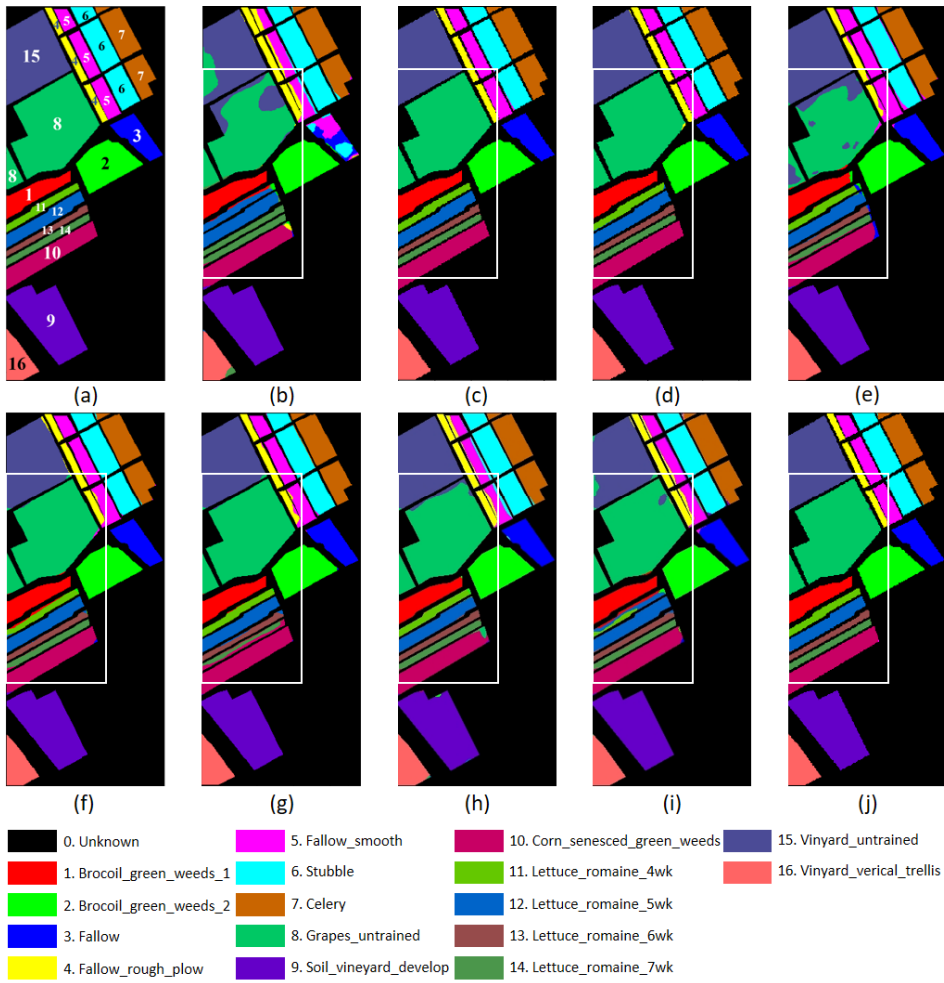 5 6
4
15 5 6 7
4
7
4 5 6
8 3
2
8
1
11 12
13 14
10
9
16
(a) (b) (c) (d) (e)
(f) (g) (h) (i) (j)
0. Unknown 5. Fallow_smooth 10. Corn_senesced_green_weeds 15. Vinyard_untrained
1. Brocoil_green_weeds_1 6. Stubble 11. Lettuce_romaine_4wk 16. Vinyard_verical_trellis
2. Brocoil_green_weeds_2 7. Celery 12. Lettuce_romaine_5wk
3. Fallow 8. Grapes_untrained 13. Lettuce_romaine_6wk
4. Fallow_rough_plow 9. Soil_vineyard_develop 14. Lettuce_romaine_7wk